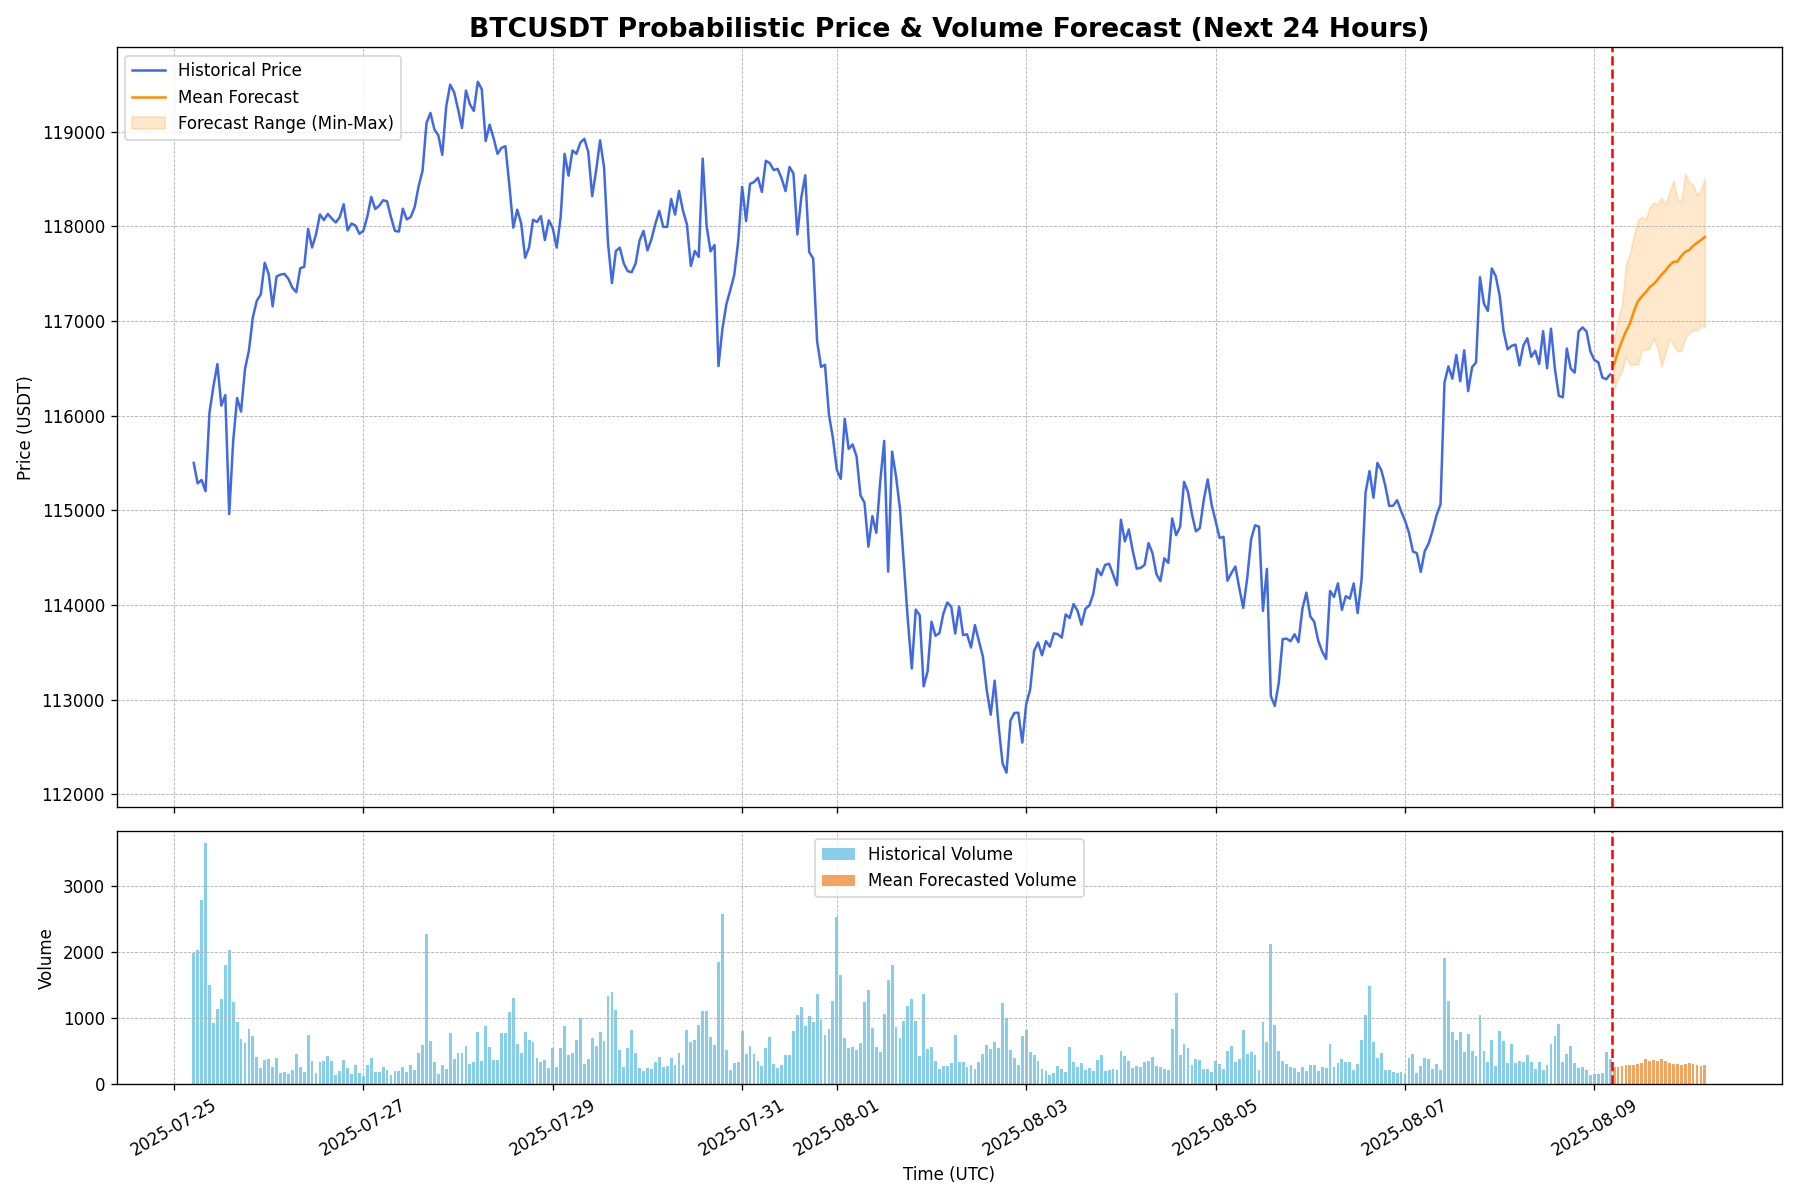 BTCUSDT Probabilistic Price & Volume Forecast (Next 24 Hours)
Historical Price
Mean Forecast
Forecast Range (Min-Max)
Price (USDT)
119000
118000
117000
116000
115000
114000
113000
112000
Historical Volume
Mean Forecasted Volume
Volume
3000
2000
1000
0
2025-07-25
2025-07-27
2025-07-29
2025-07-31
2025-08-01
2025-08-03
2025-08-05
2025-08-07
2025-08-09
Time (UTC)